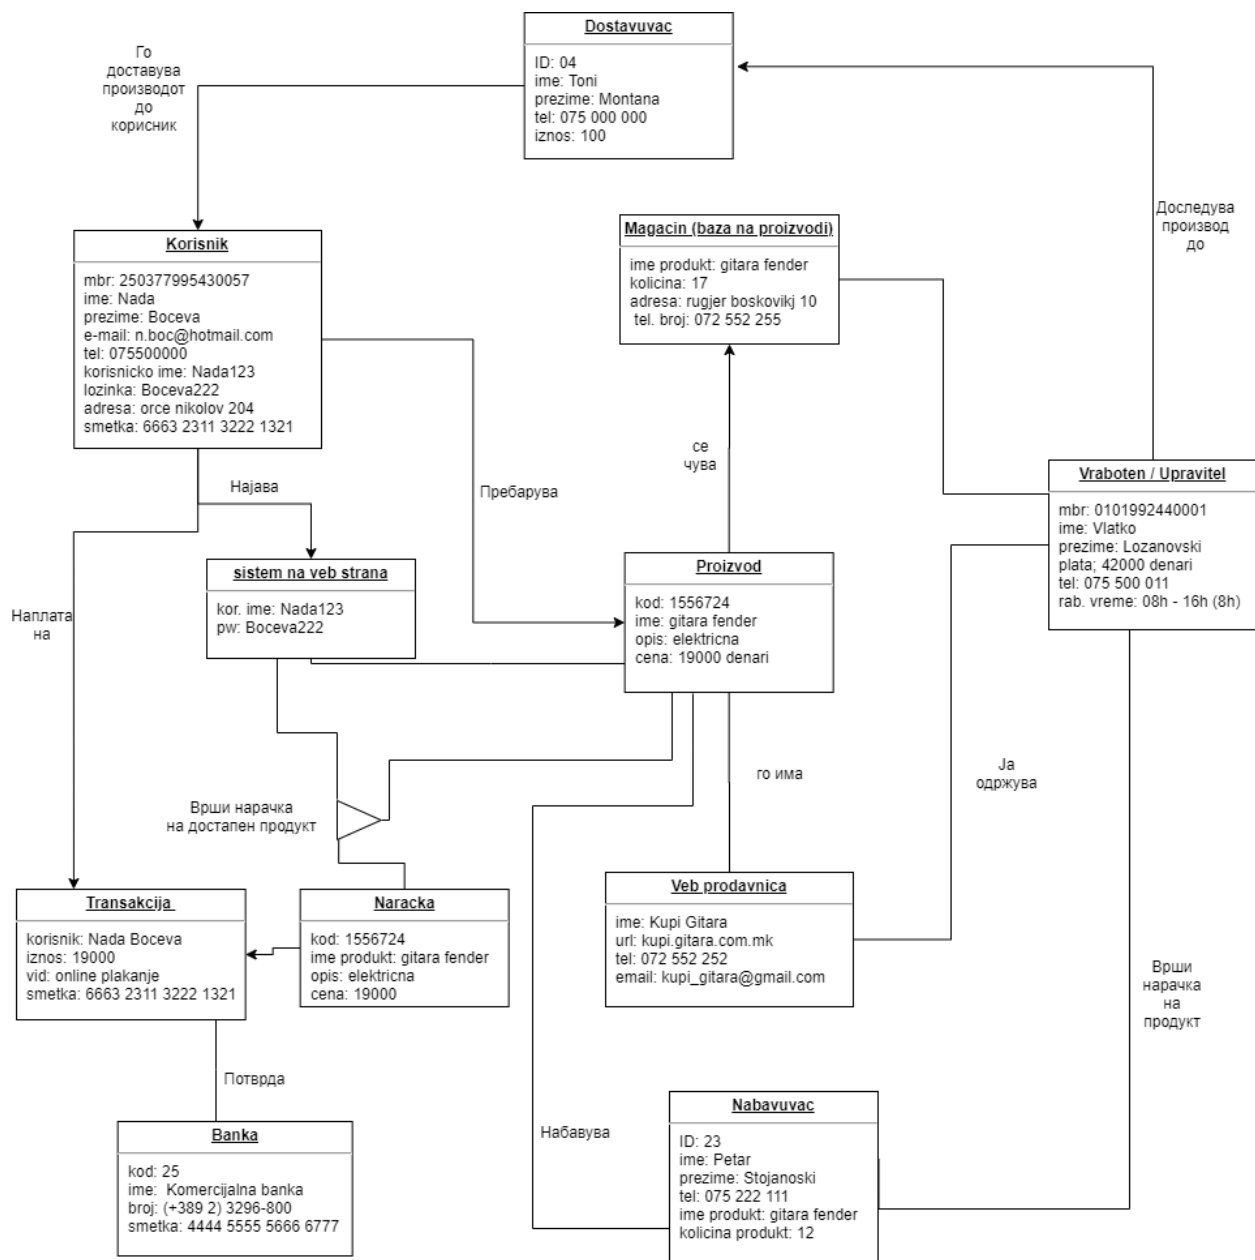 Dostavuvac
ID: 04
ime: Toni
prezime: Montana
tel: 075 000 000
iznos: 100
Го
доставува
производот
до
корисник
Доследува
производ
до
Korisnik
mbr: 250377995430057
ime: Nada
prezime: Boceva
e-mail: n.boc@hotmail.com
tel: 075500000
korisnicko ime: Nada123
lozinka: Boceva222
adresa: orce nikolov 204
smetka: 6663 2311 3222 1321
Magacin (baza na proizvodi)
ime produkt: gitara fender
kolicina: 17
adresa: rugjer boskovikj 10
tel. broj: 072 552 255
се
чува
Најава
Пребарува
Vraboten / Upravitel
mbr: 0101992440001
ime: Vlatko
prezime: Lozanovski
plata; 42000 denari
tel: 075 500 011
rab. vreme: 08h - 16h (8h)
sistem na veb strana
kor. ime: Nada123
pw: Boceva222
Proizvod
kod: 1556724
ime: gitara fender
opis: elektricna
cena: 19000 denari
Наплата
на
го има
Ја
одржува
Врши нарачка
на достапен продукт
Transakcija
korisnik: Nada Boceva
iznos: 19000
vid: online plakanje
smetka: 6663 2311 3222 1321
Naracka
kod: 1556724
ime produkt: gitara fender
opis: elektricna
cena: 19000
Veb prodavnica
ime: Kupi Gitara
url: kupi.gitara.com.mk
tel: 072 552 252
email: kupi_gitara@gmail.com
Врши
нарачка
на
продукт
Потврда
Набавува
Banka
kod: 25
ime:  Komercijalna banka
broj: (+389 2) 3296-800
smetka: 4444 5555 5666 6777
Nabavuvac
ID: 23
ime: Petar
prezime: Stojanoski
tel: 075 222 111
ime produkt: gitara fender
kolicina produkt: 12